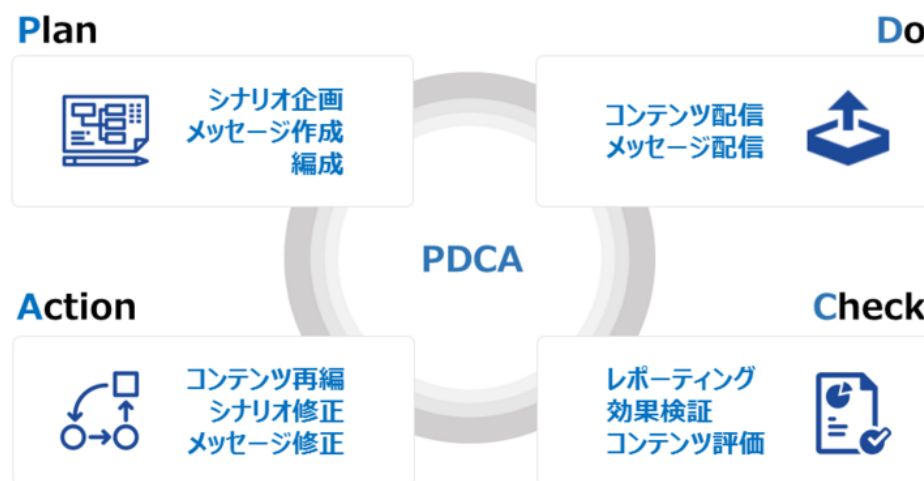 Plan
シナリオ企画
メッセージ作成
編成
Do
コンテンツ配信
メッセージ配信
PDCA
Action
コンテンツ再編
シナリオ修正
メッセージ修正
Check
レポーティング
効果検証
コンテンツ評価